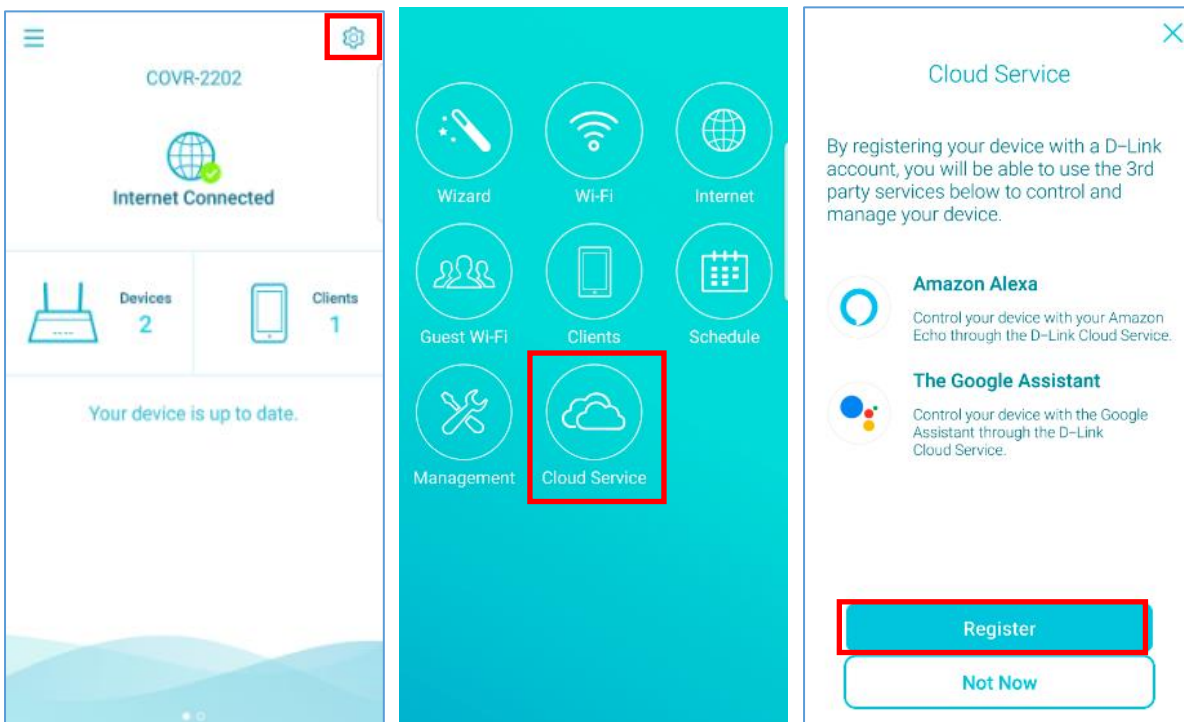 COVR-2202
Internet Connected
Devices
2
Clients
1
Your device is up to date.
Wizard
Wi-Fi
Internet
Guest Wi-Fi
Clients
Schedule
Management
Cloud Service
Cloud Service
By registering your device with a D-Link
account, you will be able to use the 3rd
party services below to control and
manage your device.
Amazon Alexa
Control your device with your Amazon
Echo through the D-Link Cloud Service.
The Google Assistant
Control your device with the Google
Assistant through the D-Link
Cloud Service.
Register
Not Now